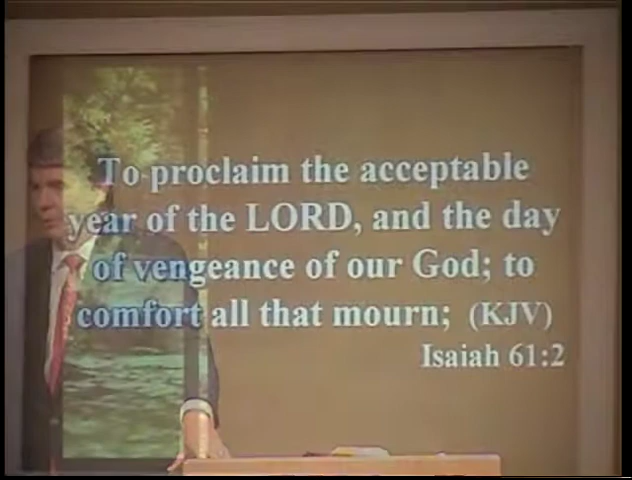 To proclaim the acceptable
year of the LORD, and the day
of vengeance of our God; to
comfort all that mourn; (KJV)
Isaiah 61:2